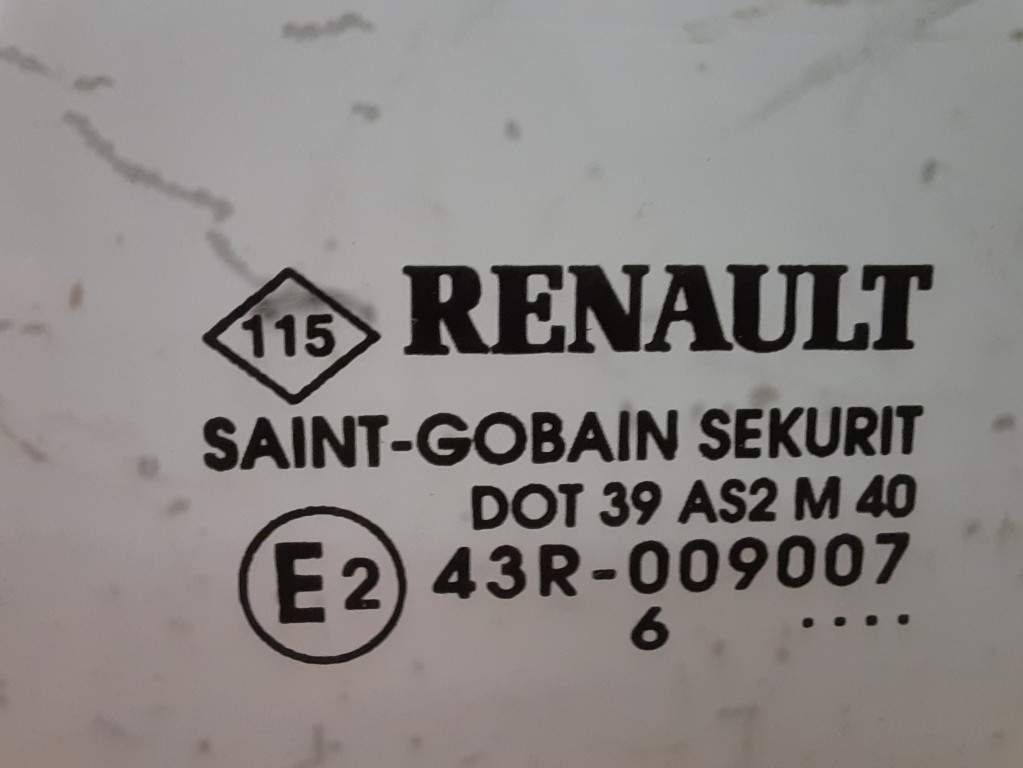 115 RENAULT
SAINT-GOBAIN SEKURIT
DOT 39 AS2 M 40
E2 43R-009007
6 ....